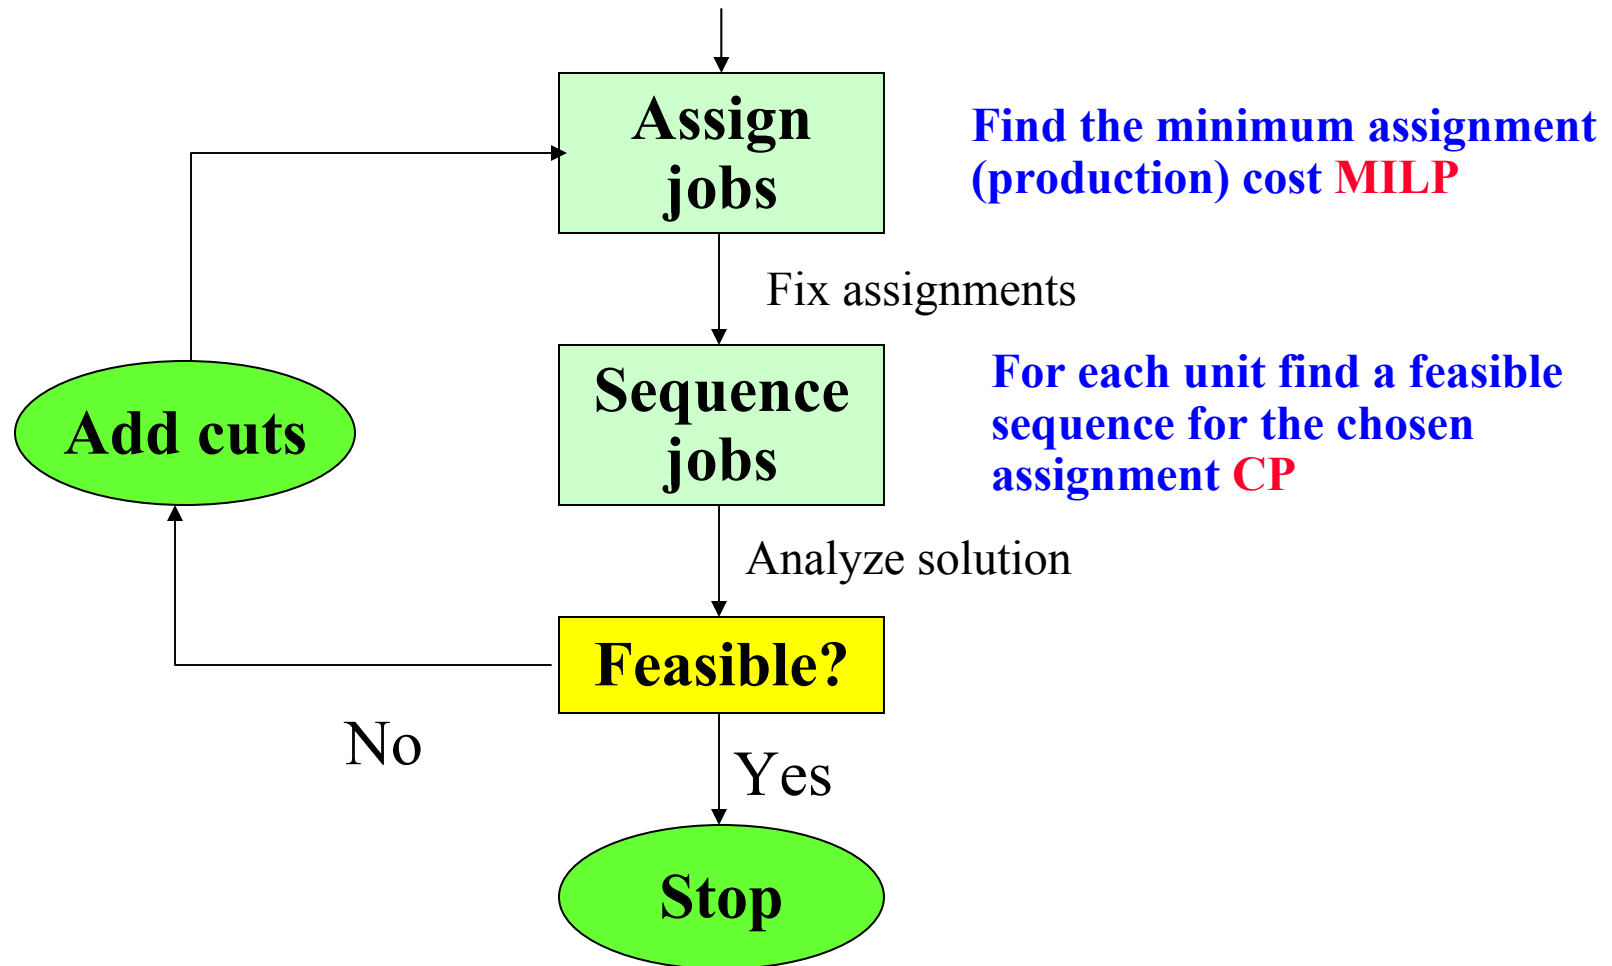 Assign
jobs
Find the minimum assignment
(production) cost MILP
Fix assignments
Sequence
jobs
For each unit find a feasible
sequence for the chosen
assignment CP
Add cuts
Analyze solution
Feasible?
No
Yes
Stop